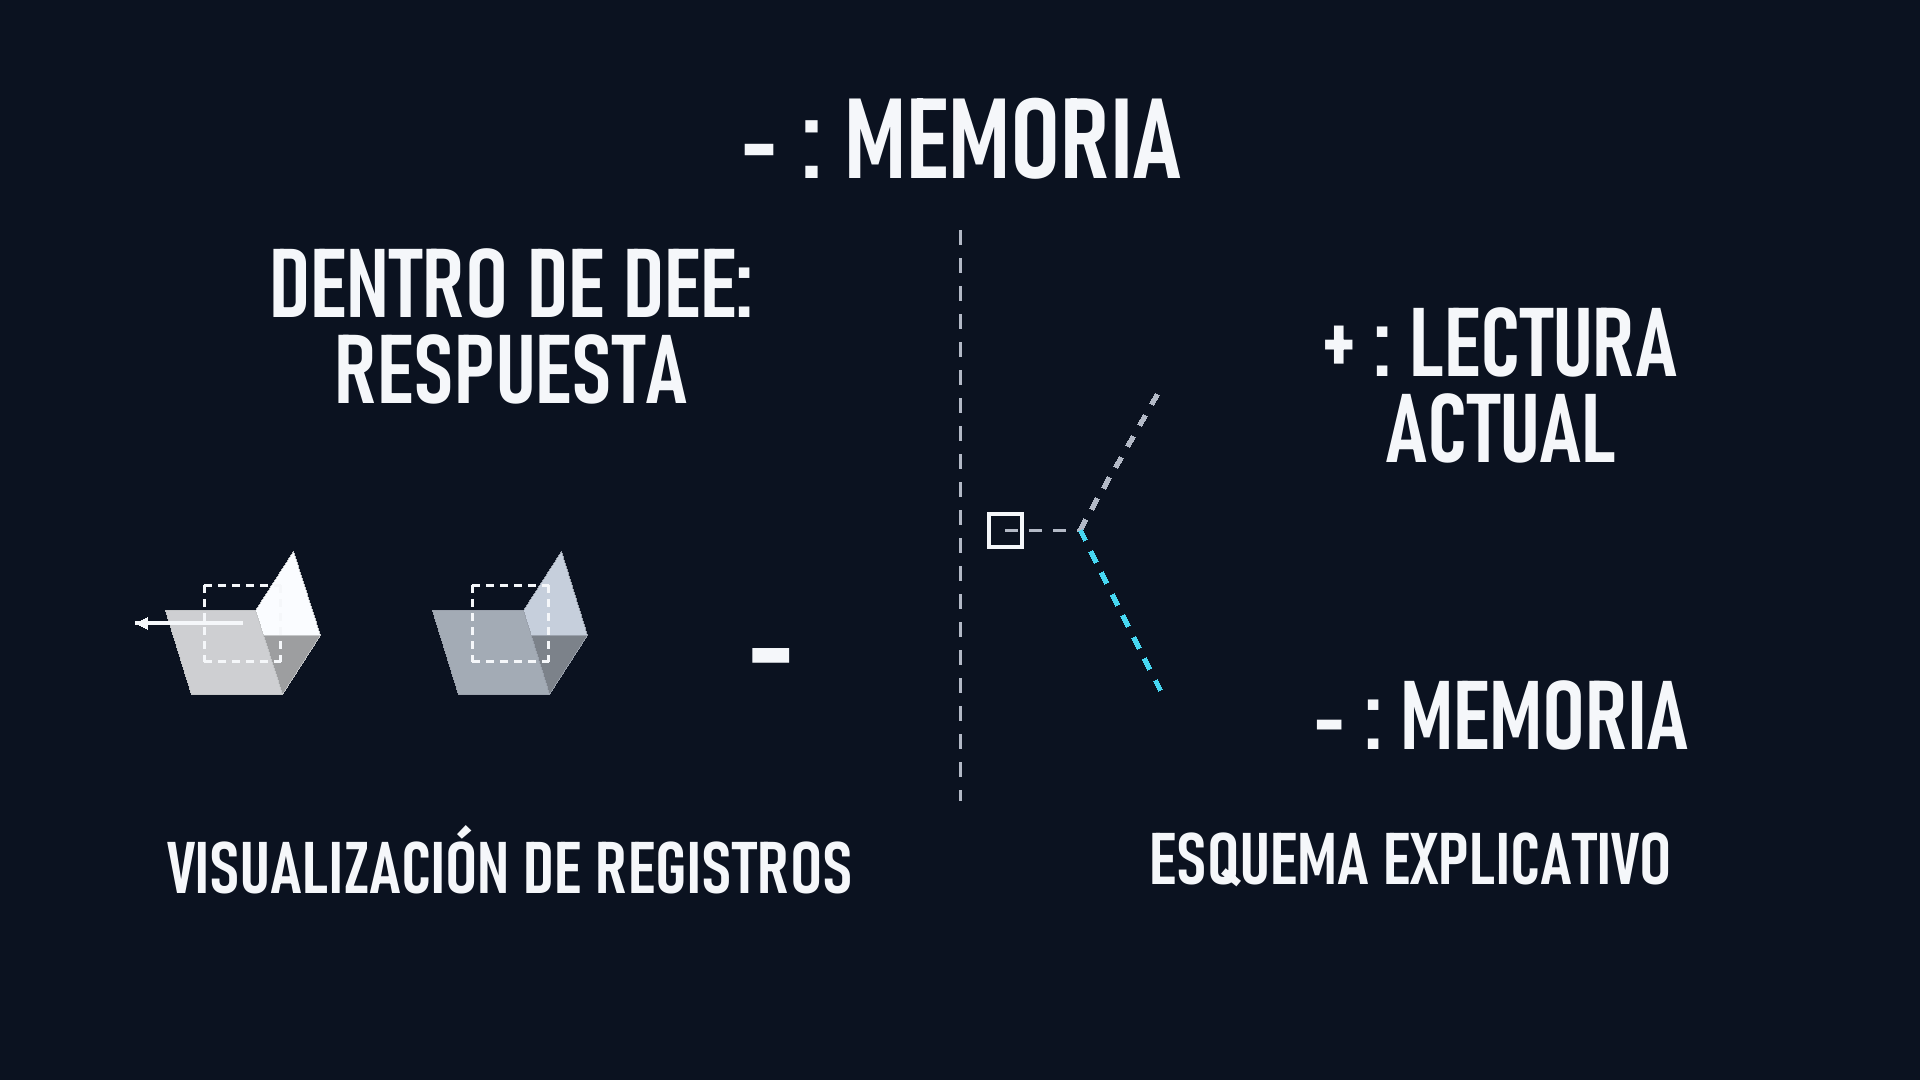 - : MEMORIA
DENTRO DE DEE:
RESPUESTA
-
VISUALIZACIÓN DE REGISTROS
+ : LECTURA
ACTUAL
- : MEMORIA
ESQUEMA EXPLICATIVO